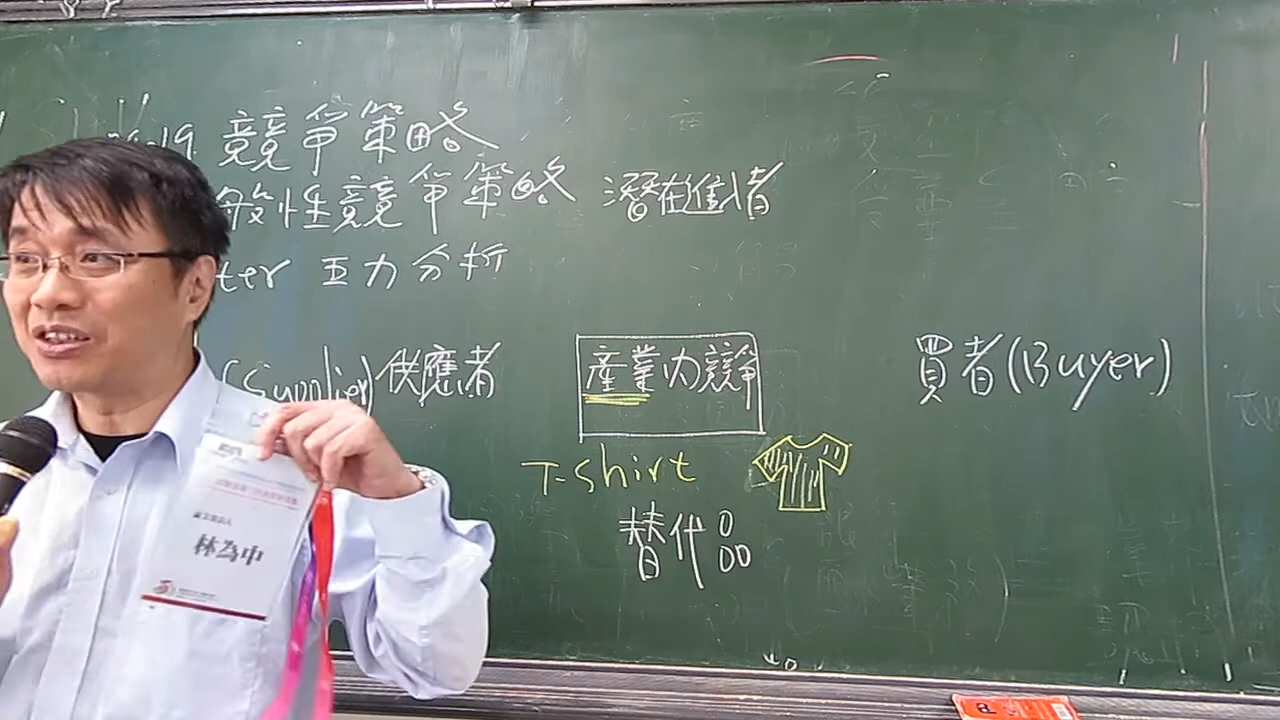 19 競爭策略
般性競爭策略 潛在進入者
ter 五力分析
(Supplier) 供應者
產業內競爭
買者(Buyer)
T-shirt
替代品
林為中